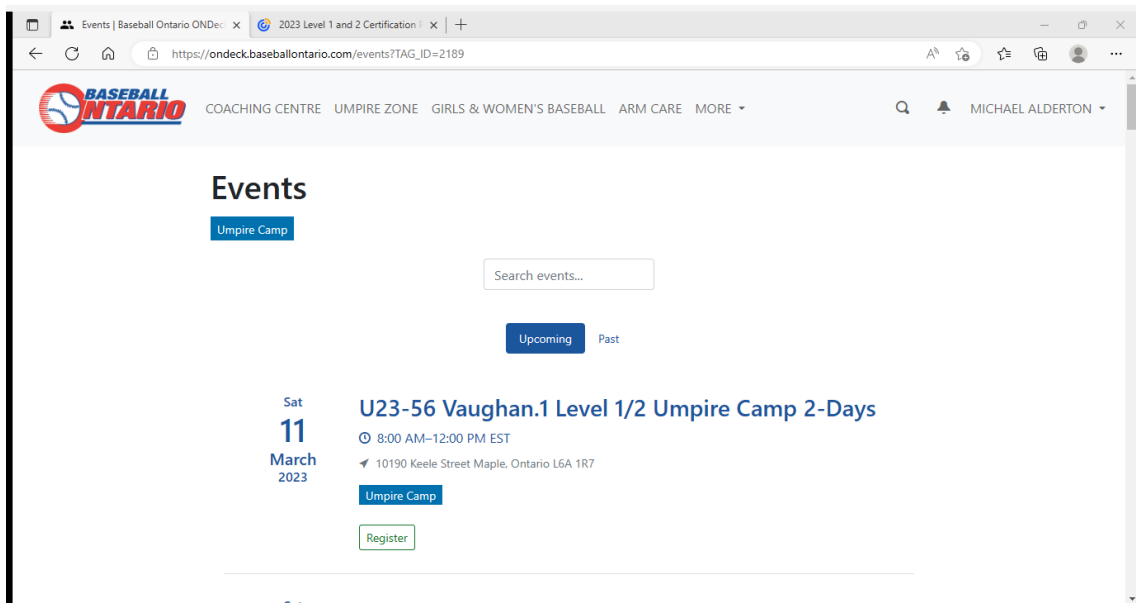 Events | Baseball Ontario ONDec
2023 Level 1 and 2 Certification
https://ondeck.baseballontario.com/events?TAG_ID=2189
BASEBALL
ONTARIO
COACHING CENTRE UMPIRE ZONE GIRLS & WOMEN'S BASEBALL ARM CARE MORE
MICHAEL ALDERTON
Events
Umpire Camp
Search events...
Upcoming Past
Sat
11
March
2023
U23-56 Vaughan.1 Level 1/2 Umpire Camp 2-Days
8:00 AM–12:00 PM EST
10190 Keele Street Maple, Ontario L6A 1R7
Umpire Camp
Register